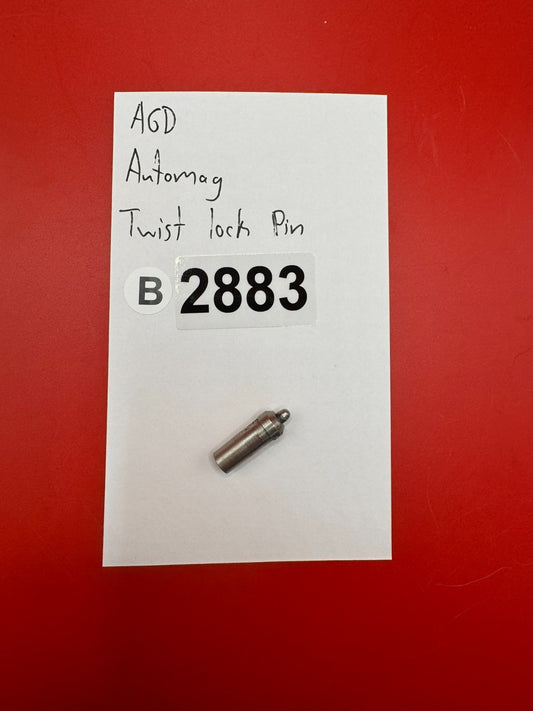 AGD
Automag
Twist lock Pin
B 2883